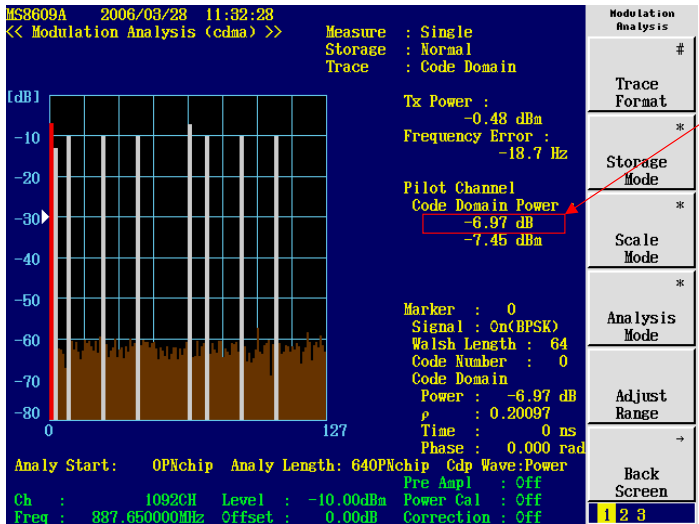 MS8609A 2006/03/28 11:32:28
<< Modulation Analysis (cdma) >>
Measure : Single
Storage : Normal
Trace : Code Domain
[dB]
-10
-20
-30
-40
-50
-60
-70
-80
0
127
Tx Power :
-0.48 dBm
Frequency Error :
-18.7 Hz
Pilot Channel
Code Domain Power
-6.97 dB
-7.45 dBm
Marker : 0
Signal : On(BPSK)
Walsh Length : 64
Code Number : 0
Code Domain
Power : -6.97 dB
ρ : 0.20097
Time : 0 ns
Phase : 0.000 rad
Analy Start: 0PNchip Analy Length: 640PNchip Cdp Wave:Power
Pre Ampl : Off
Ch : 1092CH Level : -10.00dBm Power Cal : Off
Freq : 887.650000MHz Offset : 0.00dB Correction : Off
Modulation
Analysis
#
Trace
Format
*
Storage
Mode
*
Scale
Mode
*
Analysis
Mode
Adjust
Range
→
Back
Screen
1 2 3